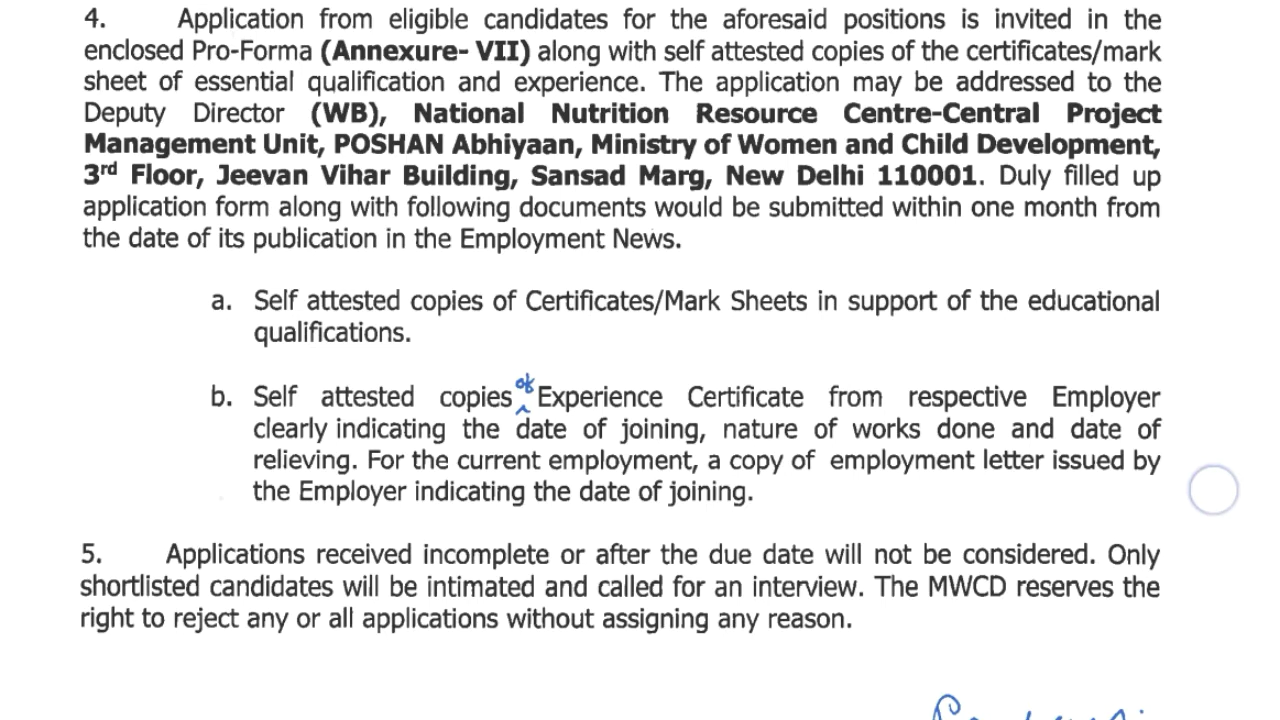 4. Application from eligible candidates for the aforesaid positions is invited in the
enclosed Pro-Forma (Annexure- VII) along with self attested copies of the certificates/mark
sheet of essential qualification and experience. The application may be addressed to the
Deputy Director (WB), National Nutrition Resource Centre-Central Project
Management Unit, POSHAN Abhiyaan, Ministry of Women and Child Development,
3rd Floor, Jeevan Vihar Building, Sansad Marg, New Delhi 110001. Duly filled up
application form along with following documents would be submitted within one month from
the date of its publication in the Employment News.
a. Self attested copies of Certificates/Mark Sheets in support of the educational
qualifications.
b. Self attested copies of Experience Certificate from respective Employer
clearly indicating the date of joining, nature of works done and date of
relieving. For the current employment, a copy of employment letter issued by
the Employer indicating the date of joining.
5. Applications received incomplete or after the due date will not be considered. Only
shortlisted candidates will be intimated and called for an interview. The MWCD reserves the
right to reject any or all applications without assigning any reason.